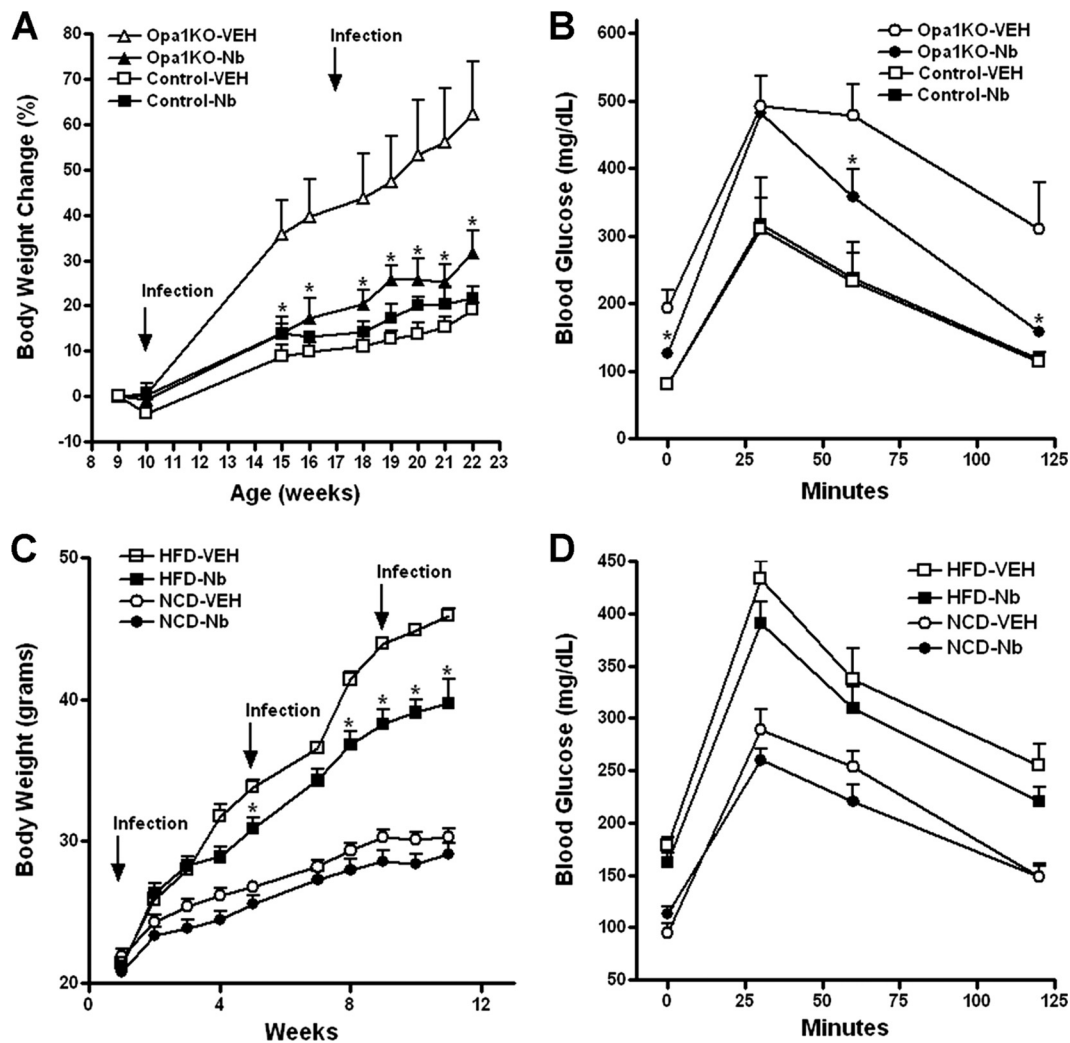 A
Opa1KO-VEH
Opa1KO-Nb
Control-VEH
Control-Nb
Infection
Infection
Body Weight Change (%)
80
70
60
50
40
30
20
10
0
-10
* * * * * * *
8 9 10 12 13 14 15 16 17 18 19 20 21 22 23
Age (weeks)
B
Opa1KO-VEH
Opa1KO-Nb
Control-VEH
Control-Nb
Blood Glucose (mg/dL)
600
500
400
300
200
100
0
* * *
0 25 50 75 100 125
Minutes
C
HFD-VEH
HFD-Nb
NCD-VEH
NCD-Nb
Infection
Infection
Infection
Body Weight (grams)
50
40
30
20
* * * * *
0 4 8 12
Weeks
D
HFD-VEH
HFD-Nb
NCD-VEH
NCD-Nb
Blood Glucose (mg/dL)
450
400
350
300
250
200
150
100
50
0 25 50 75 100 125
Minutes